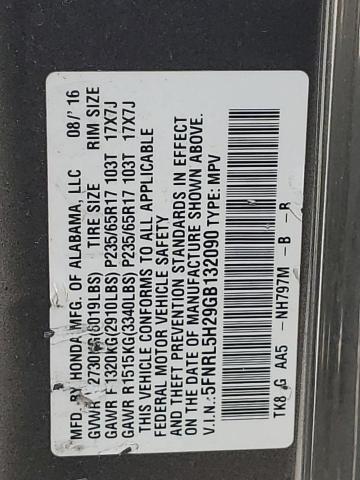 MFD. BY HONDA MFG. OF ALABAMA, LLC 08/'16
GVWR 2730KG(6019LBS) TIRE SIZE RIM SIZE
GAWR F1320KG(2910LBS) P235/65R17 103T 17X7J
GAWR R1515KG(3340LBS) P235/65R17 103T 17X7J
THIS VEHICLE CONFORMS TO ALL APPLICABLE
FEDERAL MOTOR VEHICLE SAFETY
AND THEFT PREVENTION STANDARDS IN EFFECT
ON THE DATE OF MANUFACTURE SHOWN ABOVE.
V.I.N.:5FNRL5H29GB132090 TYPE: MPV
TK8 G AA5 -NH797M -B -R